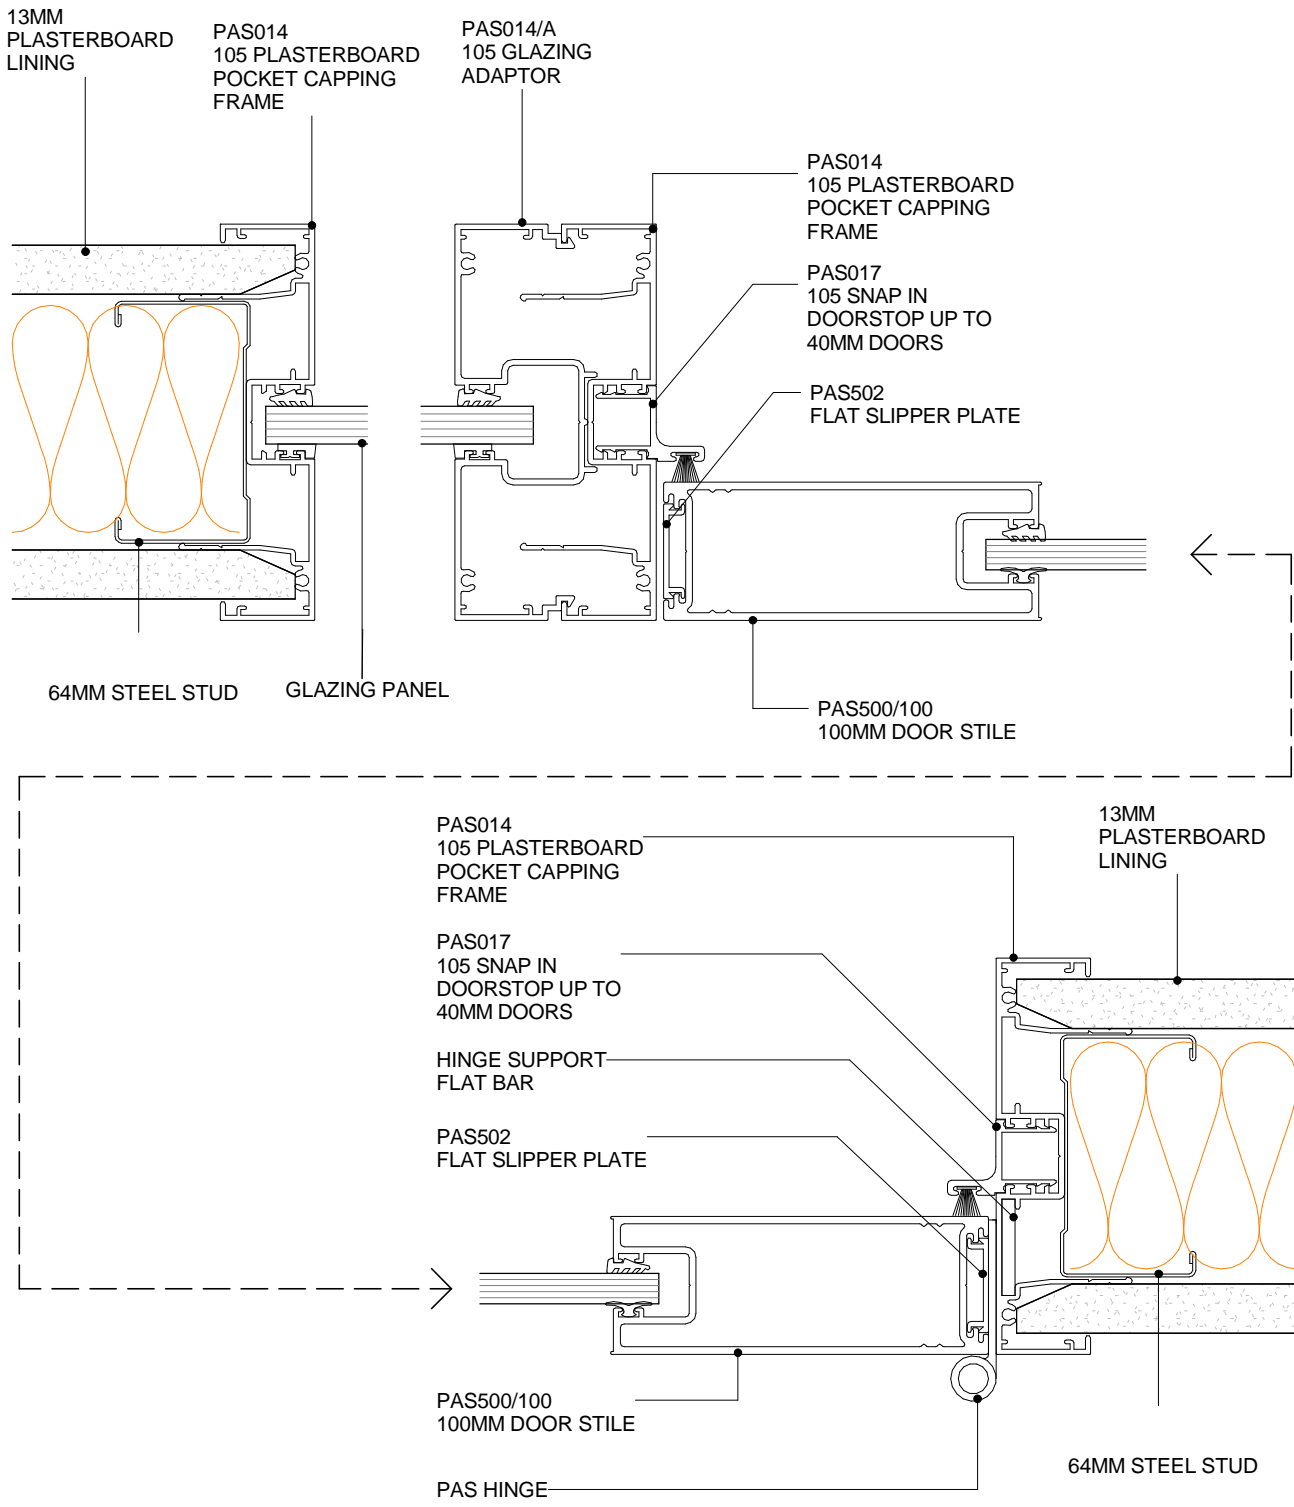 13MM
PLASTERBOARD
LINING
PAS014
105 PLASTERBOARD
POCKET CAPPING
FRAME
PAS014/A
105 GLAZING
ADAPTOR
PAS014
105 PLASTERBOARD
POCKET CAPPING
FRAME
PAS017
105 SNAP IN
DOORSTOP UP TO
40MM DOORS
PAS502
FLAT SLIPPER PLATE
64MM STEEL STUD
GLAZING PANEL
PAS500/100
100MM DOOR STILE
PAS014
105 PLASTERBOARD
POCKET CAPPING
FRAME
13MM
PLASTERBOARD
LINING
PAS017
105 SNAP IN
DOORSTOP UP TO
40MM DOORS
HINGE SUPPORT
FLAT BAR
PAS502
FLAT SLIPPER PLATE
PAS500/100
100MM DOOR STILE
64MM STEEL STUD
PAS HINGE